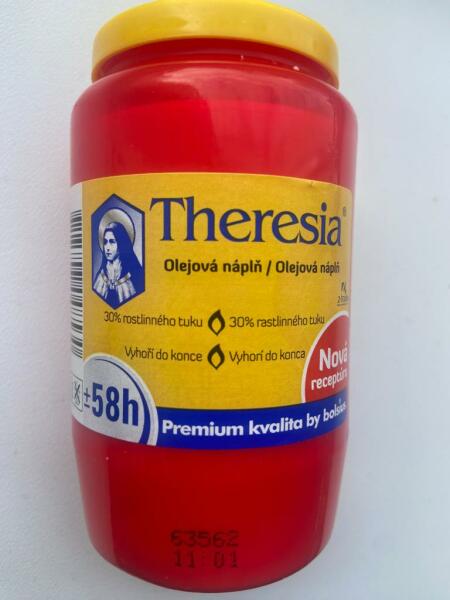 Theresia®
Olejová náplň / Olejová náplň
30% rostlinného tuku 30% rastlinného tuku
Vyhoří do konce Vyhorí do konca
Nová
receptúra
±58h
Premium kvalita by bolsius
63562
11:01